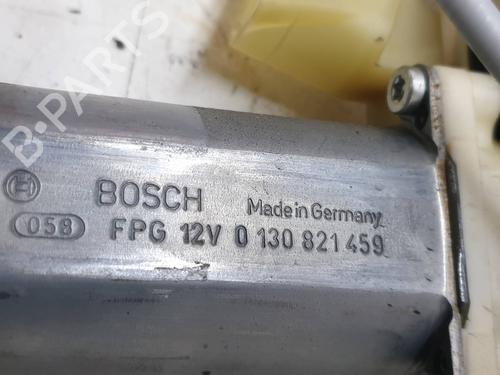 B-PARTS
BOSCH Made in Germany
058 FPG 12V 0 130 821 459